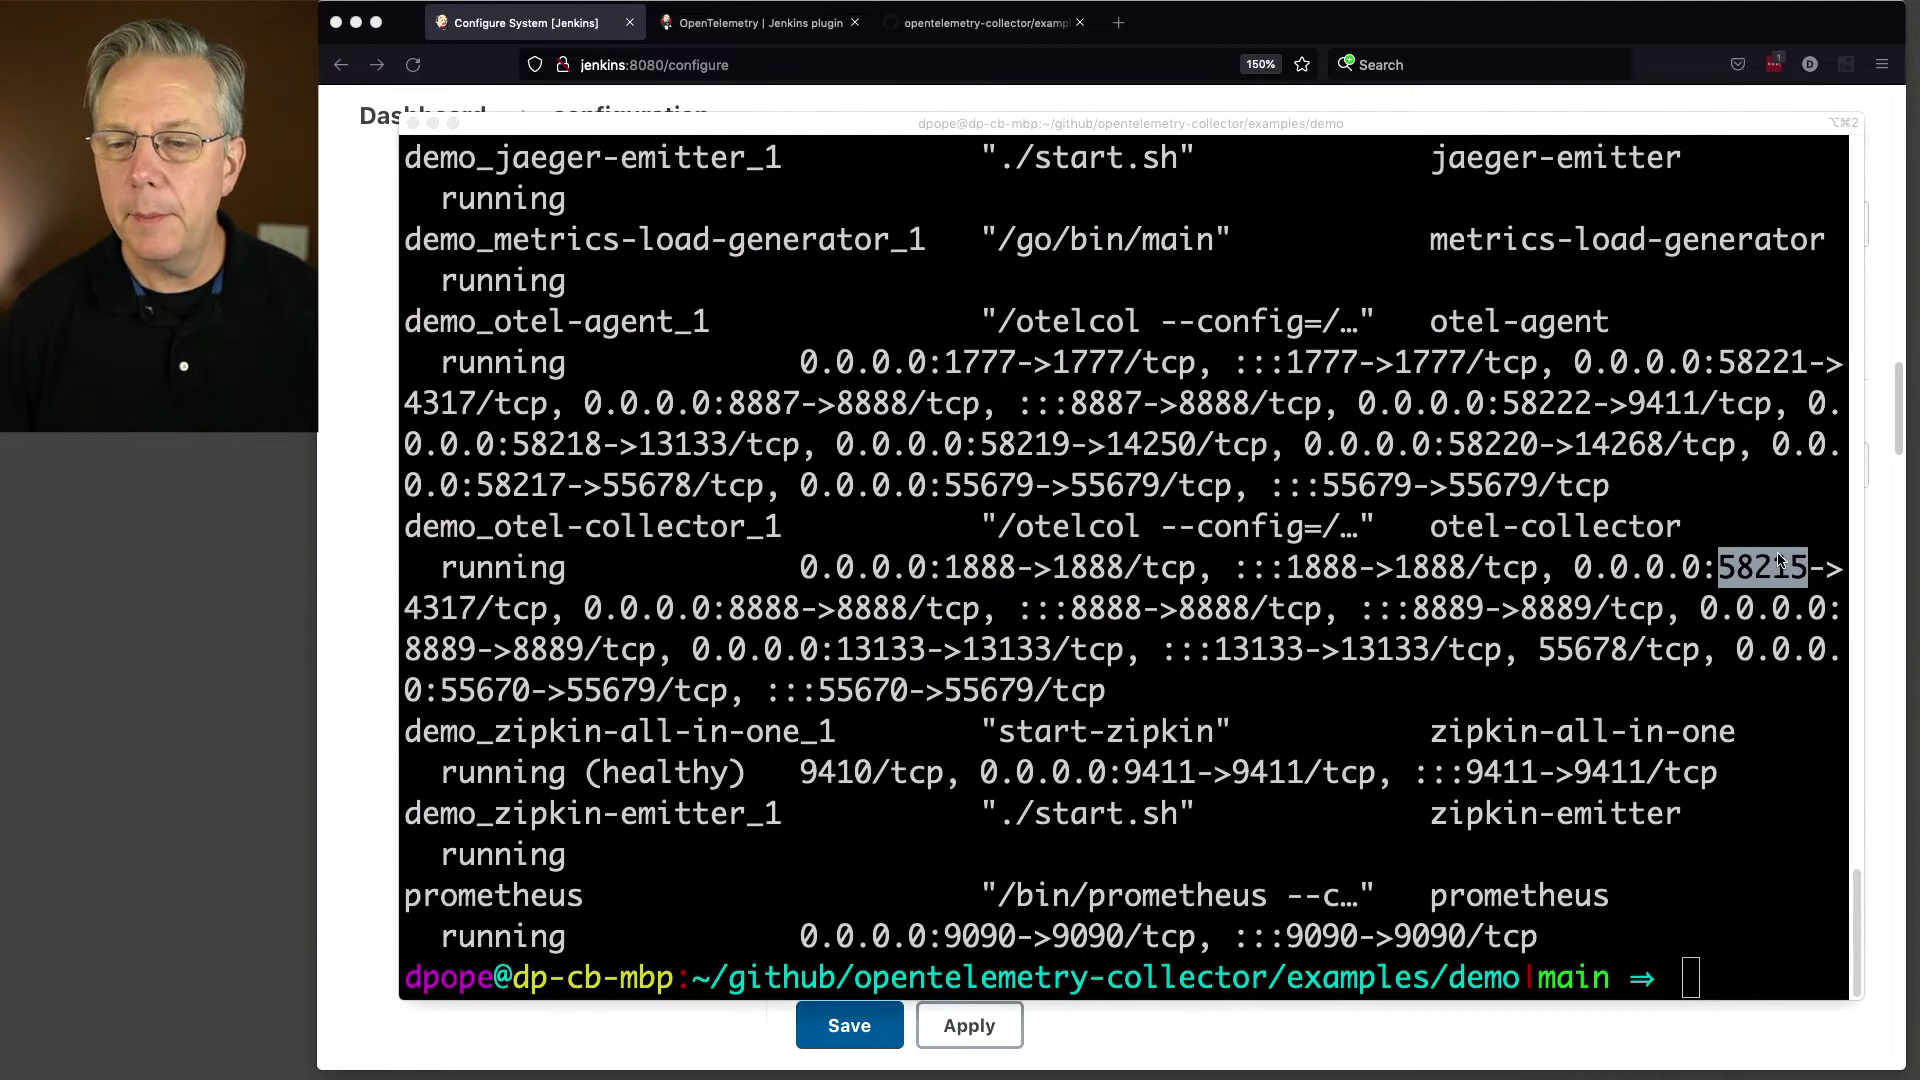 Configure System [Jenkins]
OpenTelemetry | Jenkins plugin
opentelemetry-collector/examp
jenkins:8080/configure
150%
Search
1
D
Dashboard
configuration
dpope@dp-cb-mbp:~/github/opentelemetry-collector/examples/demo
⌥⌘2
demo_jaeger-emitter_1 "./start.sh" jaeger-emitter
running
demo_metrics-load-generator_1 "/go/bin/main" metrics-load-generator
running
demo_otel-agent_1 "/otelcol --config=/…" otel-agent
running 0.0.0.0:1777->1777/tcp, :::1777->1777/tcp, 0.0.0.0:58221->
4317/tcp, 0.0.0.0:8887->8888/tcp, :::8887->8888/tcp, 0.0.0.0:58222->9411/tcp, 0.
0.0.0:58218->13133/tcp, 0.0.0.0:58219->14250/tcp, 0.0.0.0:58220->14268/tcp, 0.0.
0.0:58217->55678/tcp, 0.0.0.0:55679->55679/tcp, :::55679->55679/tcp
demo_otel-collector_1 "/otelcol --config=/…" otel-collector
running 0.0.0.0:1888->1888/tcp, :::1888->1888/tcp, 0.0.0.0:58215->
4317/tcp, 0.0.0.0:8888->8888/tcp, :::8888->8888/tcp, :::8889->8889/tcp, 0.0.0.0:
8889->8889/tcp, 0.0.0.0:13133->13133/tcp, :::13133->13133/tcp, 55678/tcp, 0.0.0.
0:55670->55679/tcp, :::55670->55679/tcp
demo_zipkin-all-in-one_1 "start-zipkin" zipkin-all-in-one
running (healthy) 9410/tcp, 0.0.0.0:9411->9411/tcp, :::9411->9411/tcp
demo_zipkin-emitter_1 "./start.sh" zipkin-emitter
running
prometheus "/bin/prometheus --c…" prometheus
running 0.0.0.0:9090->9090/tcp, :::9090->9090/tcp
dpope@dp-cb-mbp:~/github/opentelemetry-collector/examples/demo|main ⇒
Save
Apply